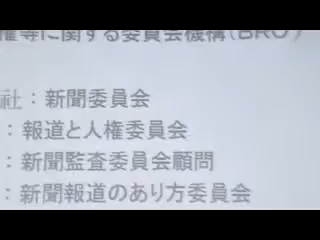 権等に関する委員会機構(BRO)
社：新聞委員会
：報道と人権委員会
：新聞監査委員会顧問
：新聞報道のあり方委員会